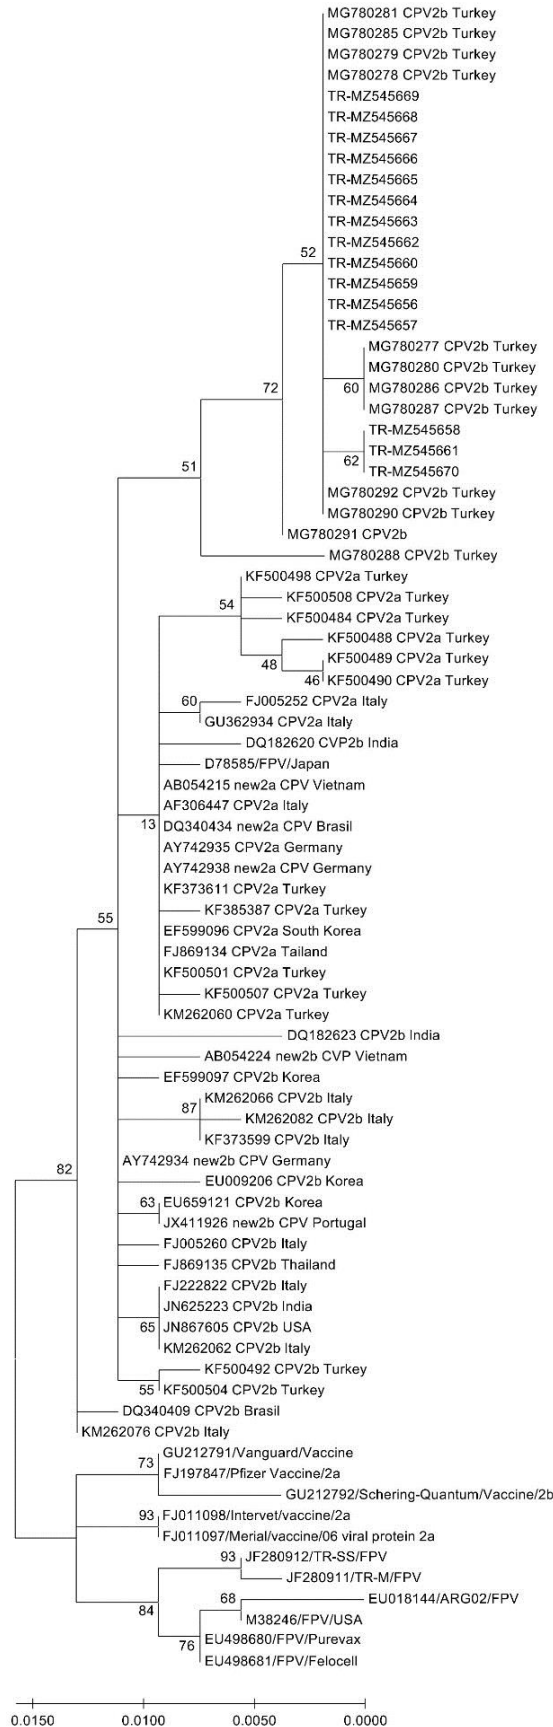 MG780281 CPV2b Turkey
MG780285 CPV2b Turkey
MG780279 CPV2b Turkey
MG780278 CPV2b Turkey
TR-MZ545669
TR-MZ545668
TR-MZ545667
TR-MZ545666
TR-MZ545665
TR-MZ545664
TR-MZ545663
TR-MZ545662
52
TR-MZ545660
TR-MZ545659
TR-MZ545656
TR-MZ545657
MG780277 CPV2b Turkey
MG780280 CPV2b Turkey
72
60
MG780286 CPV2b Turkey
MG780287 CPV2b Turkey
TR-MZ545658
TR-MZ545661
51
62
TR-MZ545670
MG780292 CPV2b Turkey
MG780290 CPV2b Turkey
MG780291 CPV2b
MG780288 CPV2b Turkey
KF500498 CPV2a Turkey
54
KF500508 CPV2a Turkey
KF500484 CPV2a Turkey
KF500488 CPV2a Turkey
48
KF500489 CPV2a Turkey
46
KF500490 CPV2a Turkey
60
FJ005252 CPV2a Italy
GU362934 CPV2a Italy
DQ182620 CVP2b India
D78585/FPV/Japan
AB054215 new2a CPV Vietnam
AF306447 CPV2a Italy
13
DQ340434 new2a CPV Brasil
AY742935 CPV2a Germany
AY742938 new2a CPV Germany
KF373611 CPV2a Turkey
KF385387 CPV2a Turkey
55
EF599096 CPV2a South Korea
FJ869134 CPV2a Tailand
KF500501 CPV2a Turkey
KF500507 CPV2a Turkey
KM262060 CPV2a Turkey
DQ182623 CPV2b India
AB054224 new2b CVP Vietnam
EF599097 CPV2b Korea
87
KM262066 CPV2b Italy
KM262082 CPV2b Italy
KF373599 CPV2b Italy
82
AY742934 new2b CPV Germany
EU009206 CPV2b Korea
63
EU659121 CPV2b Korea
JX411926 new2b CPV Portugal
FJ005260 CPV2b Italy
FJ869135 CPV2b Thailand
FJ222822 CPV2b Italy
JN625223 CPV2b India
65
JN867605 CPV2b USA
KM262062 CPV2b Italy
KF500492 CPV2b Turkey
55
KF500504 CPV2b Turkey
DQ340409 CPV2b Brasil
KM262076 CPV2b Italy
73
GU212791/Vanguard/Vaccine
FJ197847/Pfizer Vaccine/2a
GU212792/Schering-Quantum/Vaccine/2b
93
FJ011098/Intervet/vaccine/2a
FJ011097/Merial/vaccine/06 viral protein 2a
93
JF280912/TR-SS/FPV
JF280911/TR-M/FPV
84
68
EU018144/ARG02/FPV
M38246/FPV/USA
76
EU498680/FPV/Purevax
EU498681/FPV/Felocell
0.0150 0.0100 0.0050 0.0000